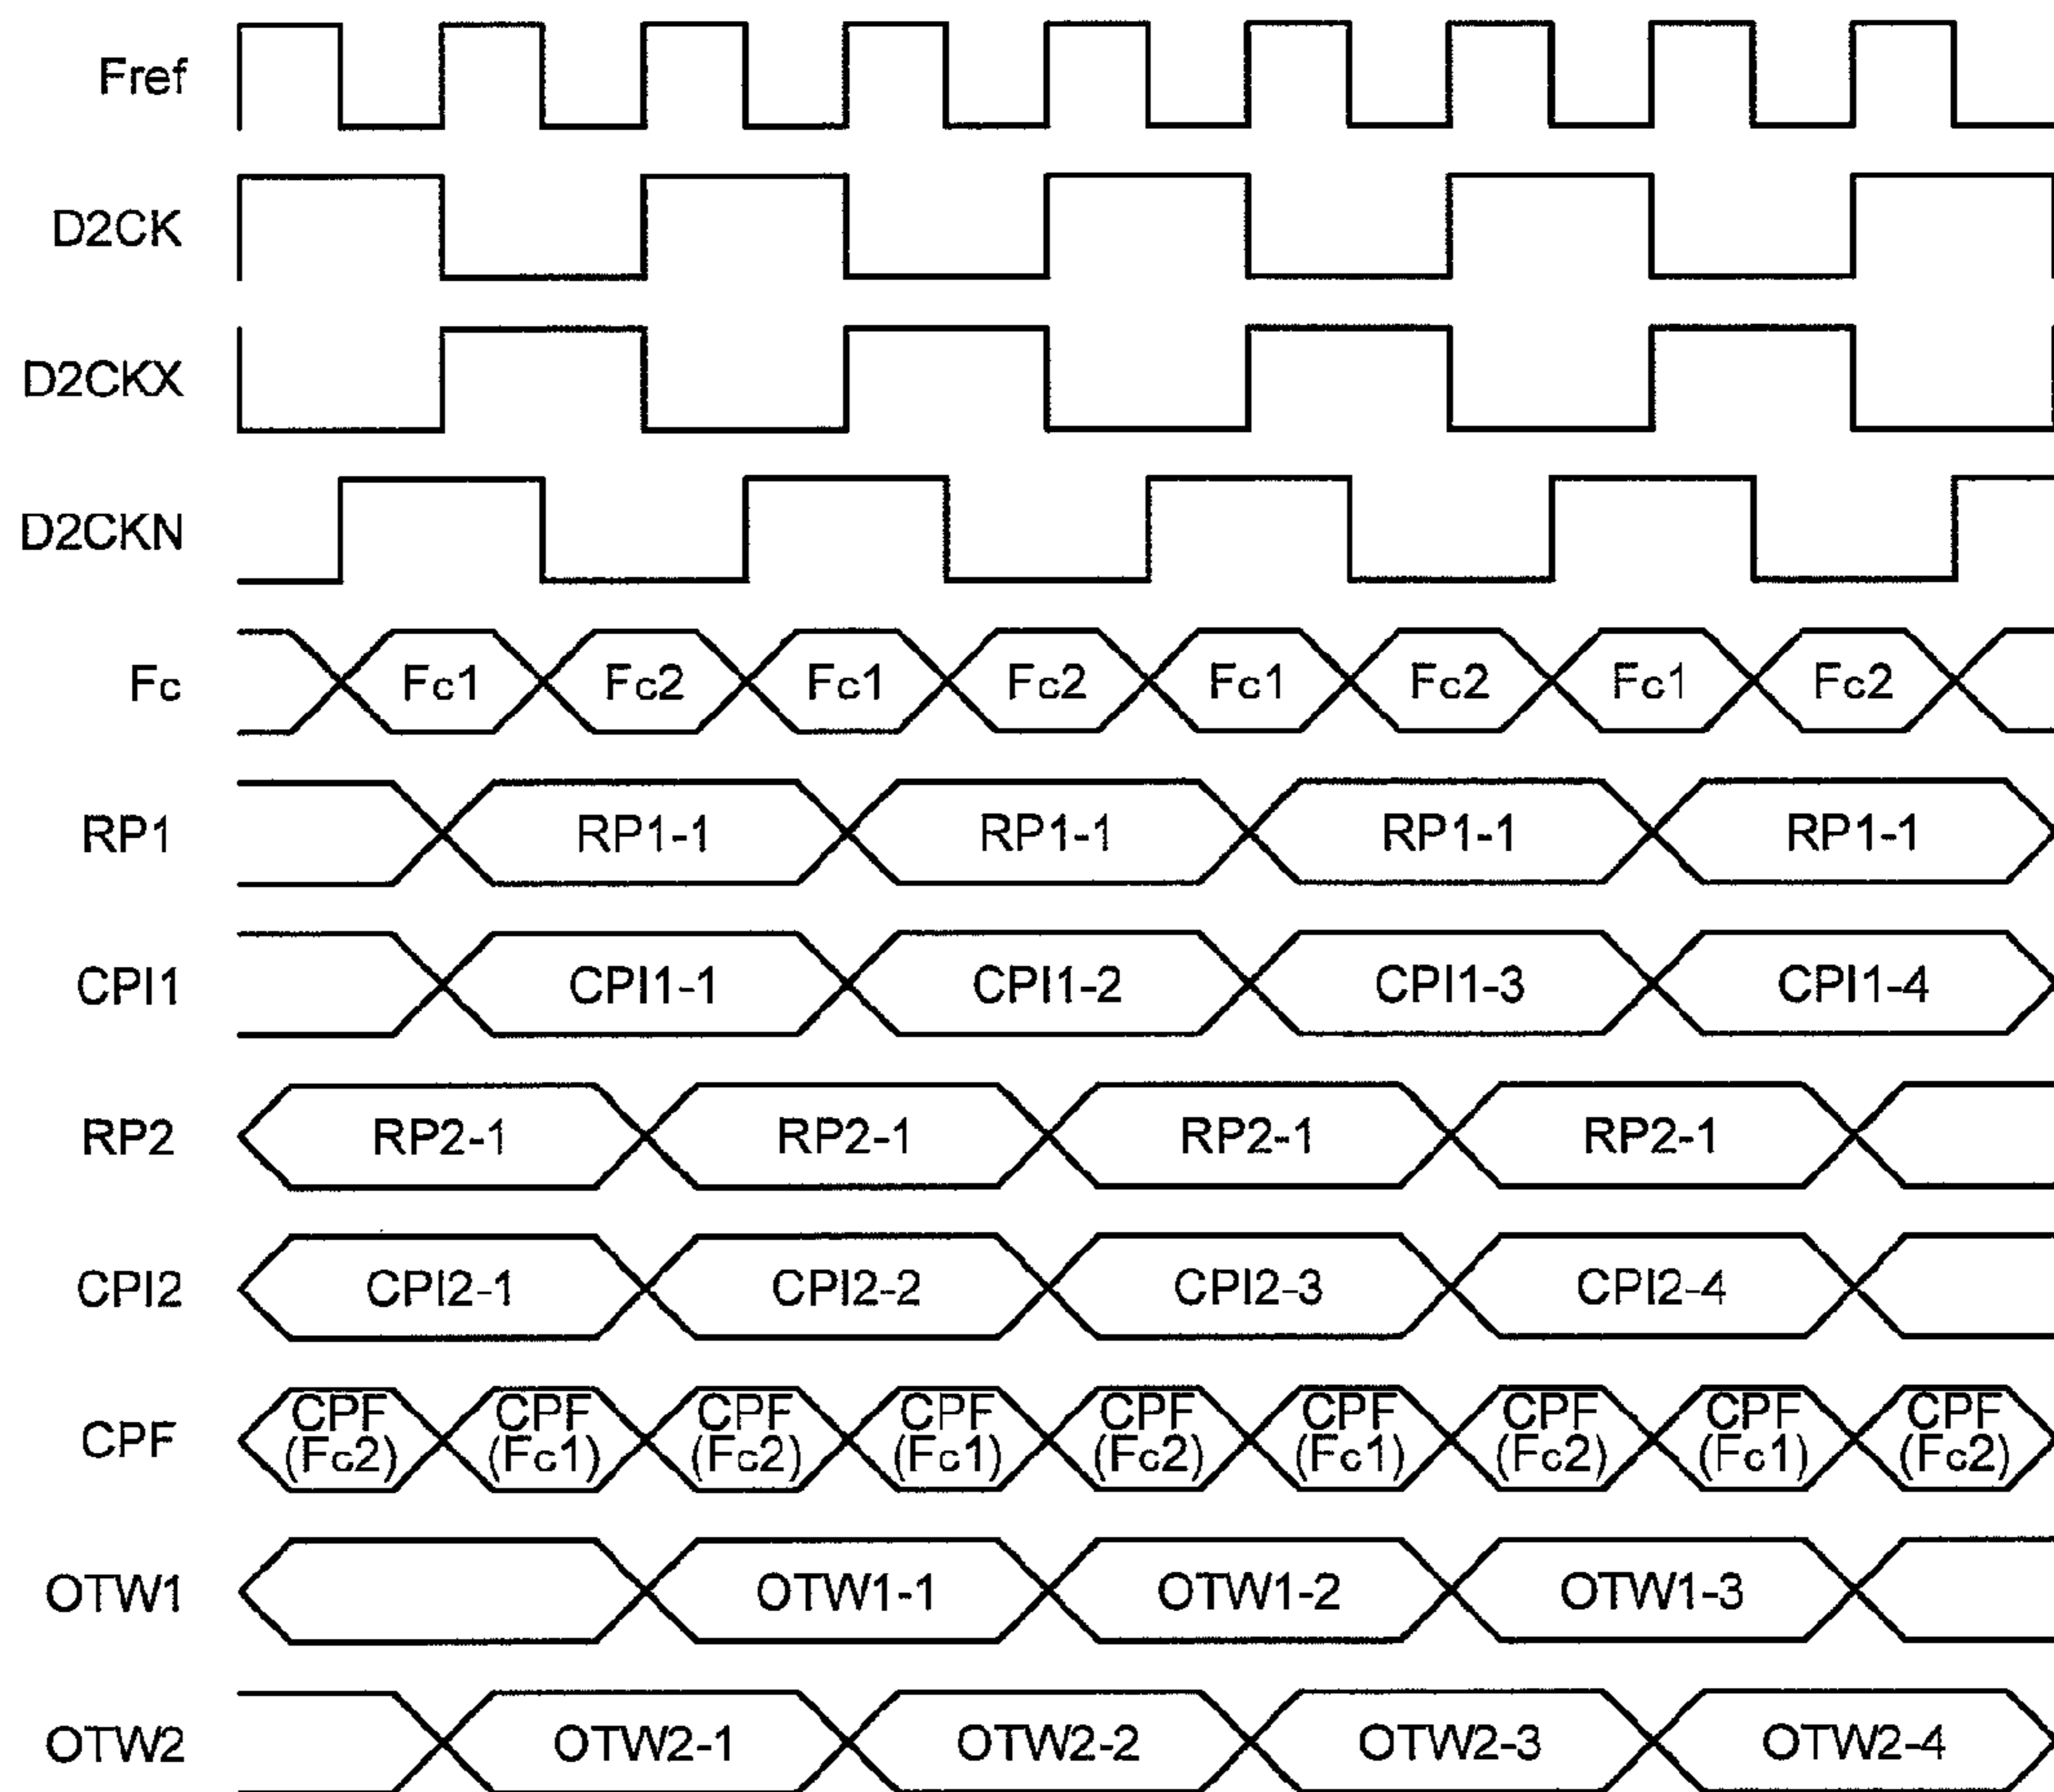 Fref
D2CK
D2CKX
D2CKN
Fc Fc1 Fc2 Fc1 Fc2 Fc1 Fc2 Fc1 Fc2
RP1 RP1-1 RP1-1 RP1-1 RP1-1
CPI1 CPI1-1 CPI1-2 CPI1-3 CPI1-4
RP2 RP2-1 RP2-1 RP2-1 RP2-1
CPI2 CPI2-1 CPI2-2 CPI2-3 CPI2-4
CPF CPF CPF CPF CPF CPF CPF CPF CPF CPF
(Fc2) (Fc1) (Fc2) (Fc1) (Fc2) (Fc1) (Fc2) (Fc1) (Fc2)
OTW1 OTW1-1 OTW1-2 OTW1-3
OTW2 OTW2-1 OTW2-2 OTW2-3 OTW2-4